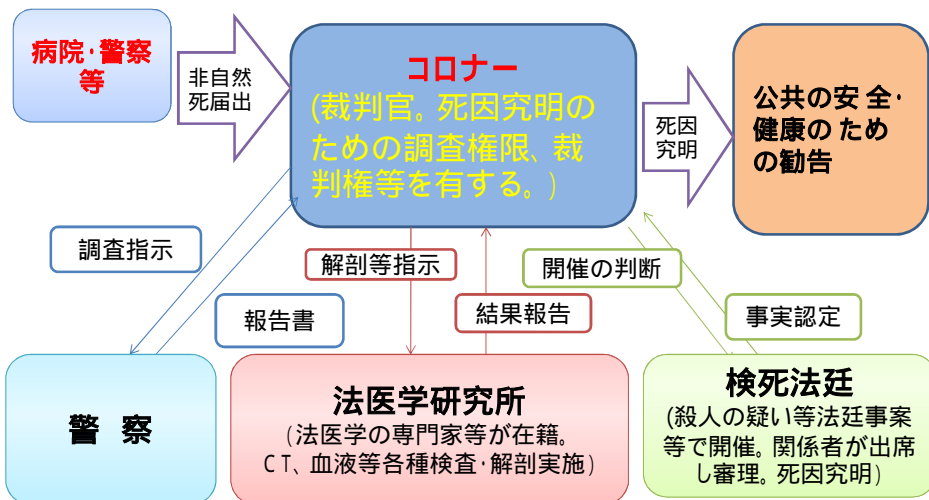 病院・警察
等
非自然
死届出
コロナー
(裁判官。死因究明の
ための調査権限、裁
判権等を有する。)
死因
究明
公共の安全・
健康のため
の勧告
調査指示
解剖等指示
開催の判断
報告書
結果報告
事実認定
警 察
法医学研究所
(法医学の専門家等が在籍。
CT、血液等各種検査・解剖実施)
検死法廷
(殺人の疑い等法廷事案
等で開催。関係者が出席
し審理。死因究明)